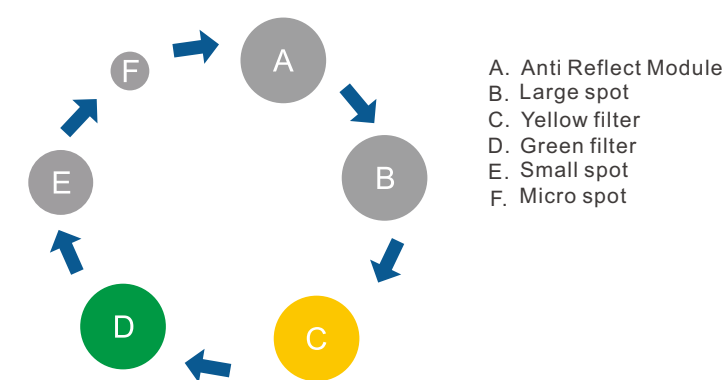 A
B
C
D
E
F
A. Anti Reflect Module
B. Large spot
C. Yellow filter
D. Green filter
E. Small spot
F. Micro spot